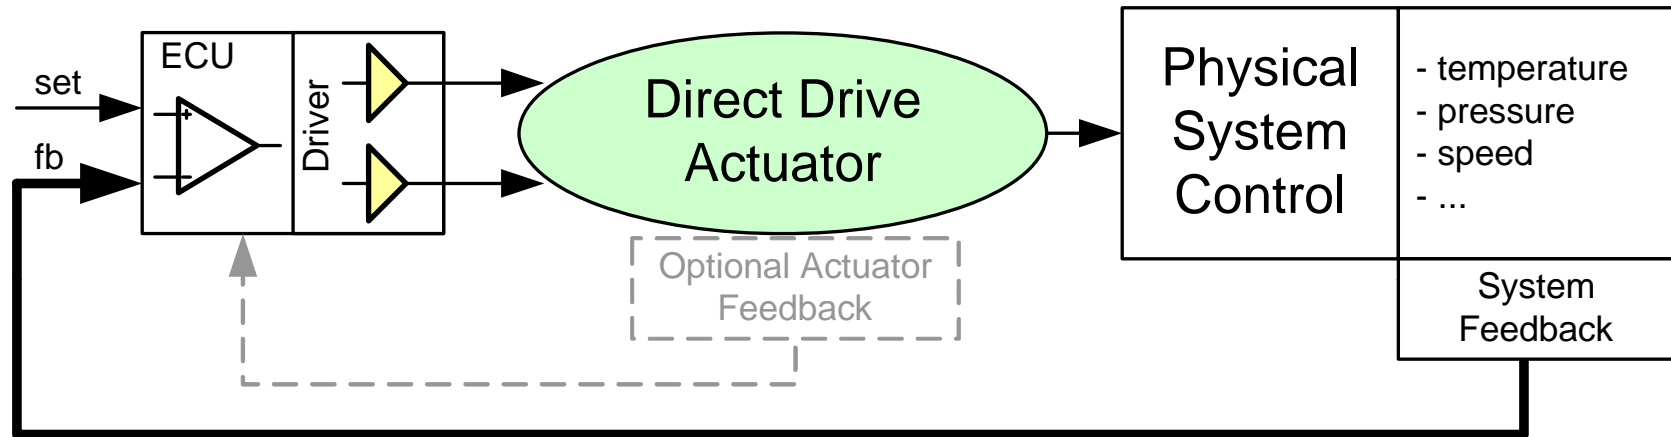 set
fb
ECU
+
Driver
Direct Drive
Actuator
Optional Actuator
Feedback
Physical
System
Control
- temperature
- pressure
- speed
- ...
System
Feedback